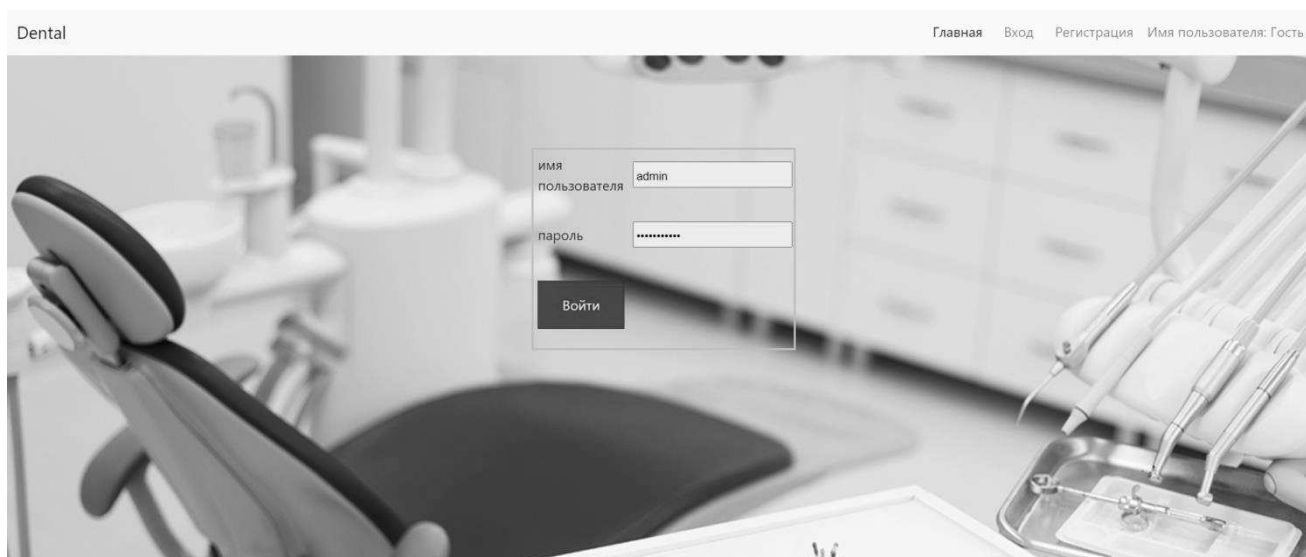 Dental
Главная Вход Регистрация Имя пользователя: Гость
имя
пользователя
admin
пароль
•••••••••••
Войти